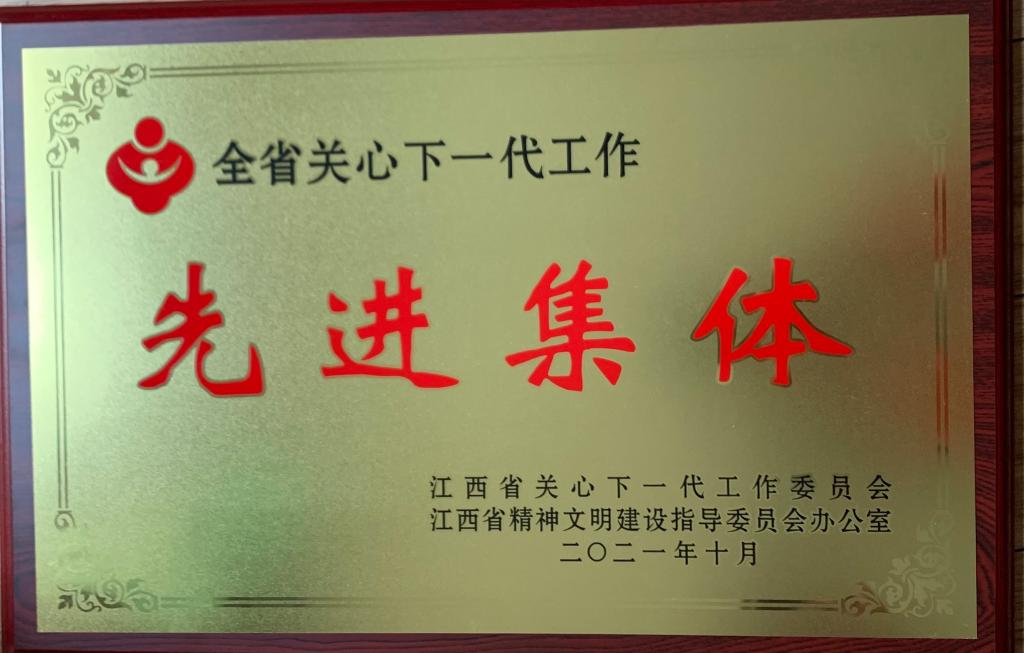 全省关心下一代工作
先进集体
江西省关心下一代工作委员会
江西省精神文明建设指导委员会办公室
二〇二一年十月